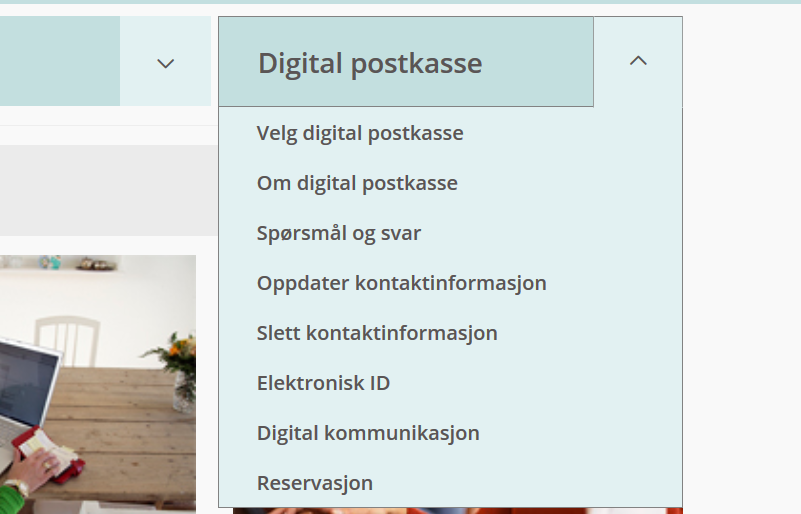 Digital postkasse
Velg digital postkasse
Om digital postkasse
Spørsmål og svar
Oppdater kontaktinformasjon
Slett kontaktinformasjon
Elektronisk ID
Digital kommunikasjon
Reservasjon